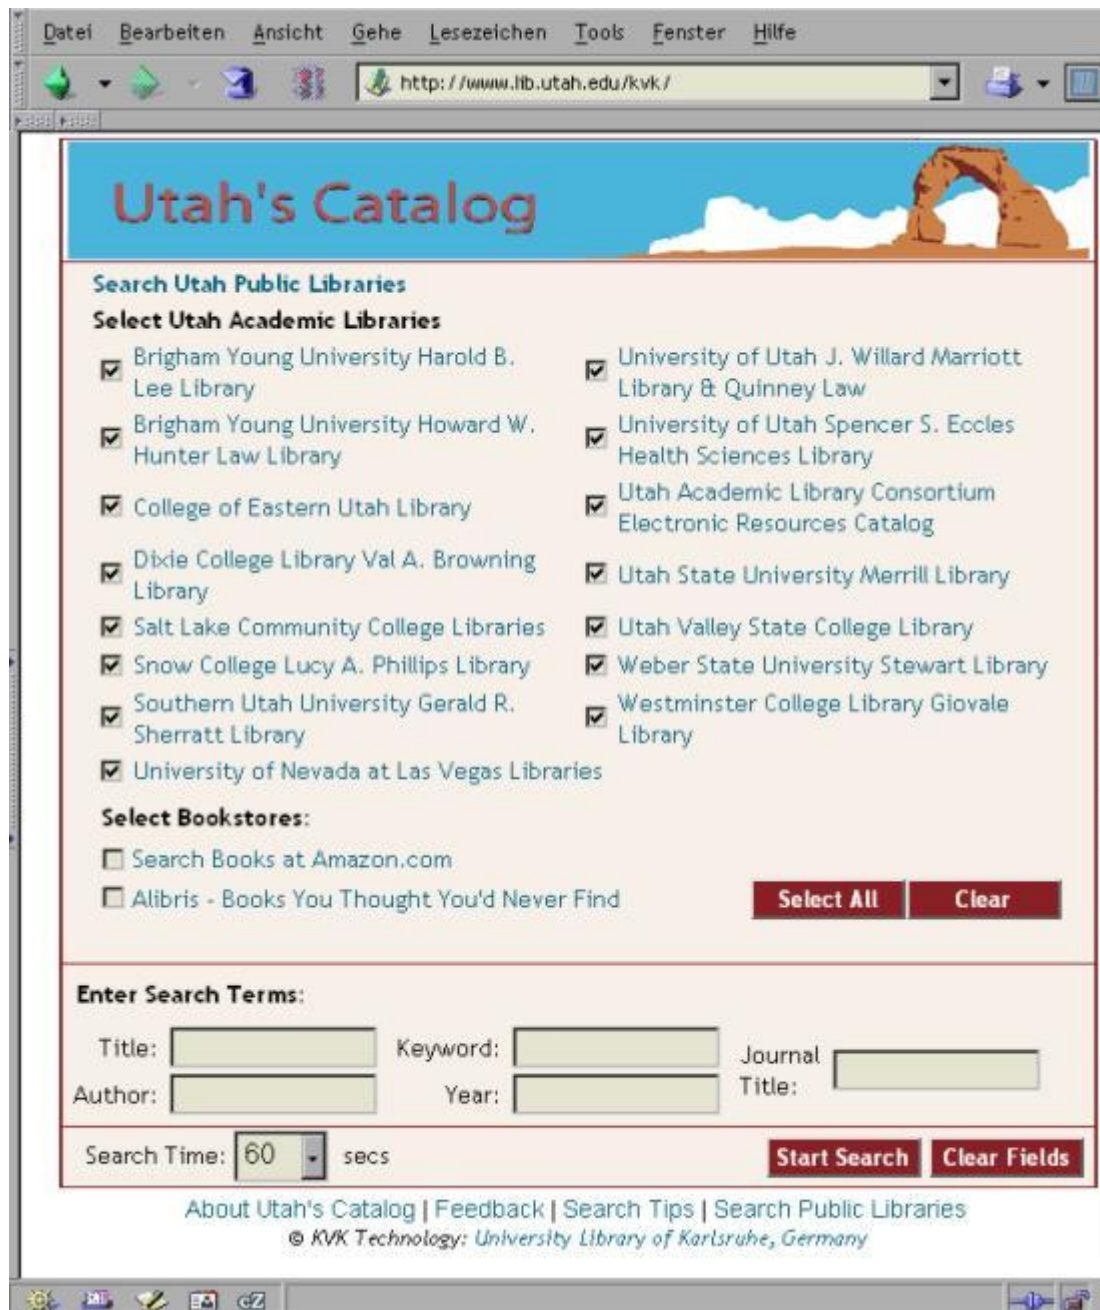 Datei Bearbeiten Ansicht Gehe Lesezeichen Tools Fenster Hilfe
http://www.lib.utah.edu/kvk/
Utah's Catalog
Search Utah Public Libraries
Select Utah Academic Libraries
Brigham Young University Harold B.
Lee Library
University of Utah J. Willard Marriott
Library & Quinney Law
Brigham Young University Howard W.
Hunter Law Library
University of Utah Spencer S. Eccles
Health Sciences Library
College of Eastern Utah Library
Utah Academic Library Consortium
Electronic Resources Catalog
Dixie College Library Val A. Browning
Library
Utah State University Merrill Library
Salt Lake Community College Libraries
Utah Valley State College Library
Snow College Lucy A. Phillips Library
Weber State University Stewart Library
Southern Utah University Gerald R.
Sherratt Library
Westminster College Library Giovale
Library
University of Nevada at Las Vegas Libraries
Select Bookstores:
Search Books at Amazon.com
Alibris - Books You Thought You'd Never Find
Select All Clear
Enter Search Terms:
Title: Keyword:
Journal
Title:
Author: Year:
Search Time: 60 secs
Start Search Clear Fields
About Utah's Catalog | Feedback | Search Tips | Search Public Libraries
© KVK Technology: University Library of Karlsruhe, Germany
cZ